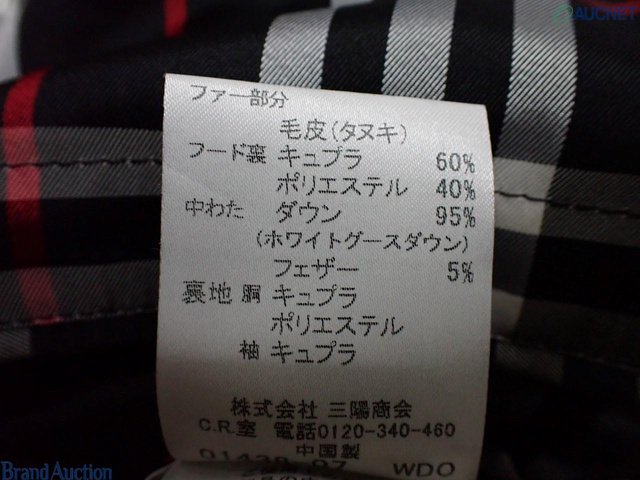 AUCNET
ファー部分
毛皮(タヌキ)
フード裏 キュプラ 60%
ポリエステル 40%
中わた ダウン 95%
(ホワイトグースダウン)
フェザー 5%
裏地 胴 キュプラ
ポリエステル
袖 キュプラ
株式会社 三陽商会
C.R.室 電話0120-340-460
中国製
WDO
Brand Auction